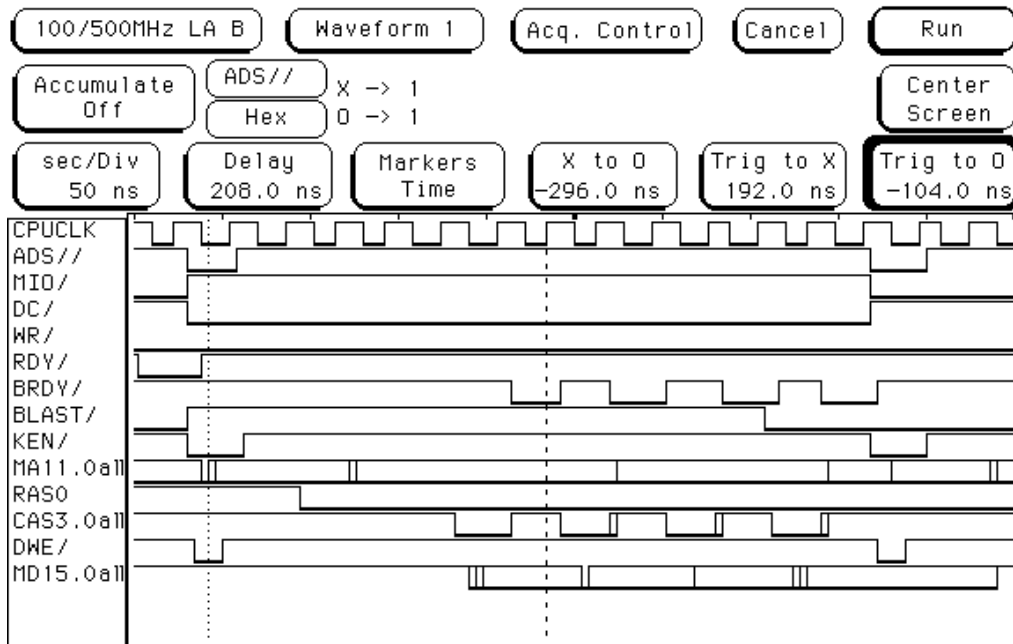 100/500MHz LA B Waveform 1 Acq. Control Cancel Run
Accumulate Off ADS// X -> 1 Center Screen
Hex O -> 1
sec/Div Delay Markers X to O Trig to X Trig to O
50 ns 208.0 ns Time -296.0 ns 192.0 ns -104.0 ns
CPUCLK
ADS//
MIO/
DC/
WR/
RDY/
BRDY/
BLAST/
KEN/
MA11.0all
RAS0
CAS3.0all
DWE/
MD15.0all